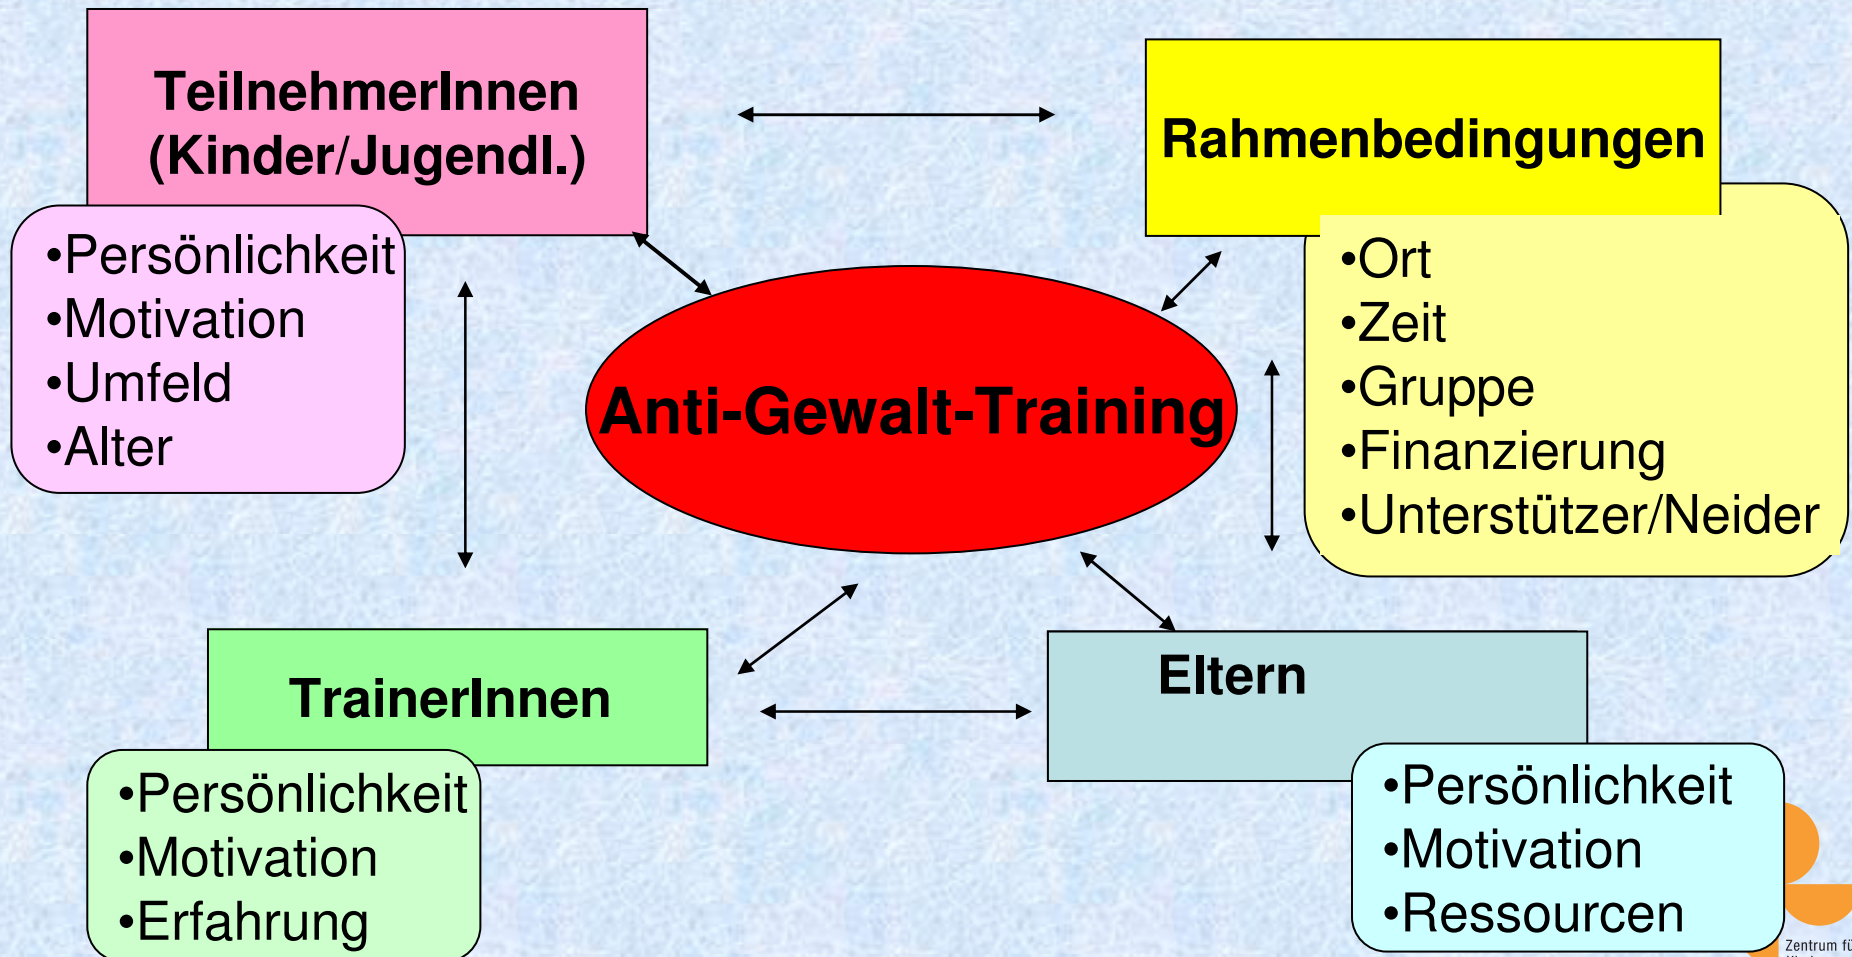 TeilnehmerInnen
(Kinder/Jugendl.)
•Persönlichkeit
•Motivation
•Umfeld
•Alter
Rahmenbedingungen
•Ort
•Zeit
•Gruppe
•Finanzierung
•Unterstützer/Neider
Anti-Gewalt-Training
TrainerInnen
•Persönlichkeit
•Motivation
•Erfahrung
Eltern
•Persönlichkeit
•Motivation
•Ressourcen
Zentrum